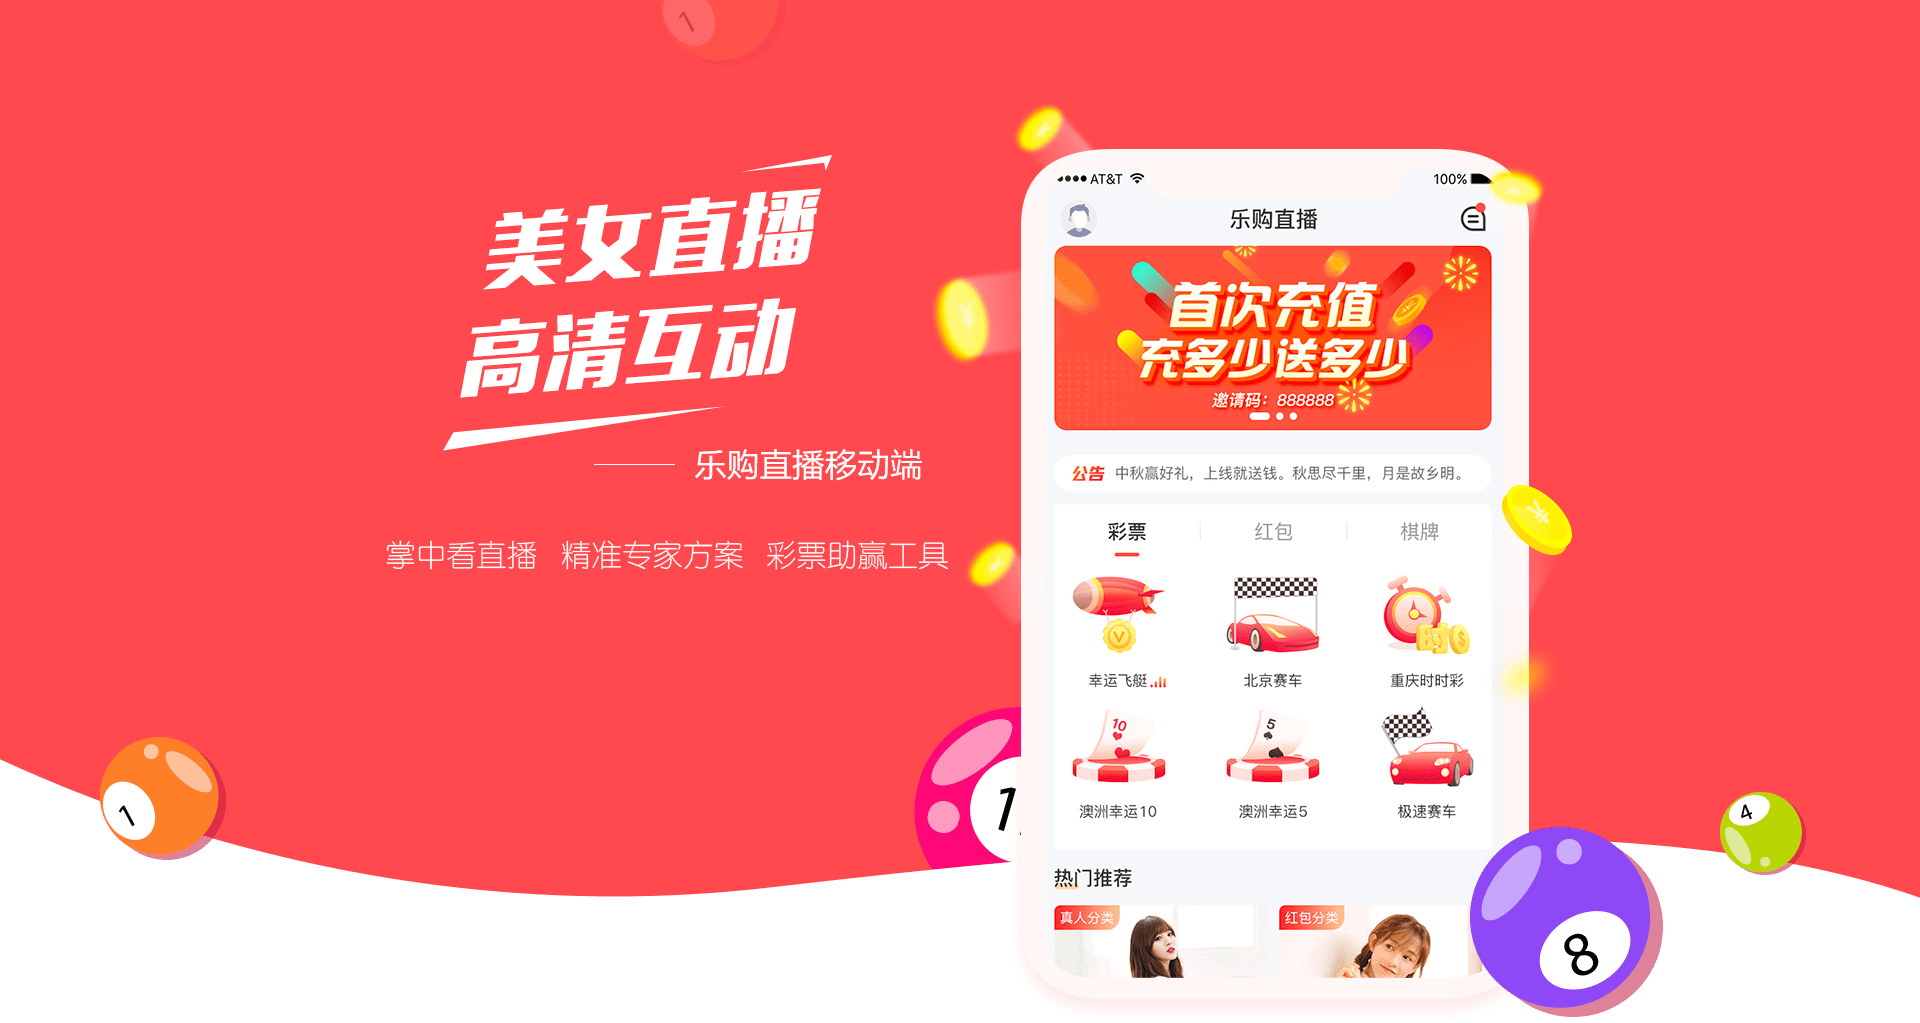 美女直播
高清互动
乐购直播移动端
掌中看直播 精准专家方案 彩票助赢工具
AT&T 100%
乐购直播
首次充值
充多少送多少
邀请码：888888
公告 中秋赢好礼，上线就送钱。秋思尽千里，月是故乡明。
彩票 红包 棋牌
时
幸运飞艇 北京赛车 重庆时时彩
10 5
澳洲幸运10 澳洲幸运5 极速赛车
热门推荐
真人分类 红包分类
1
1
1
4
8